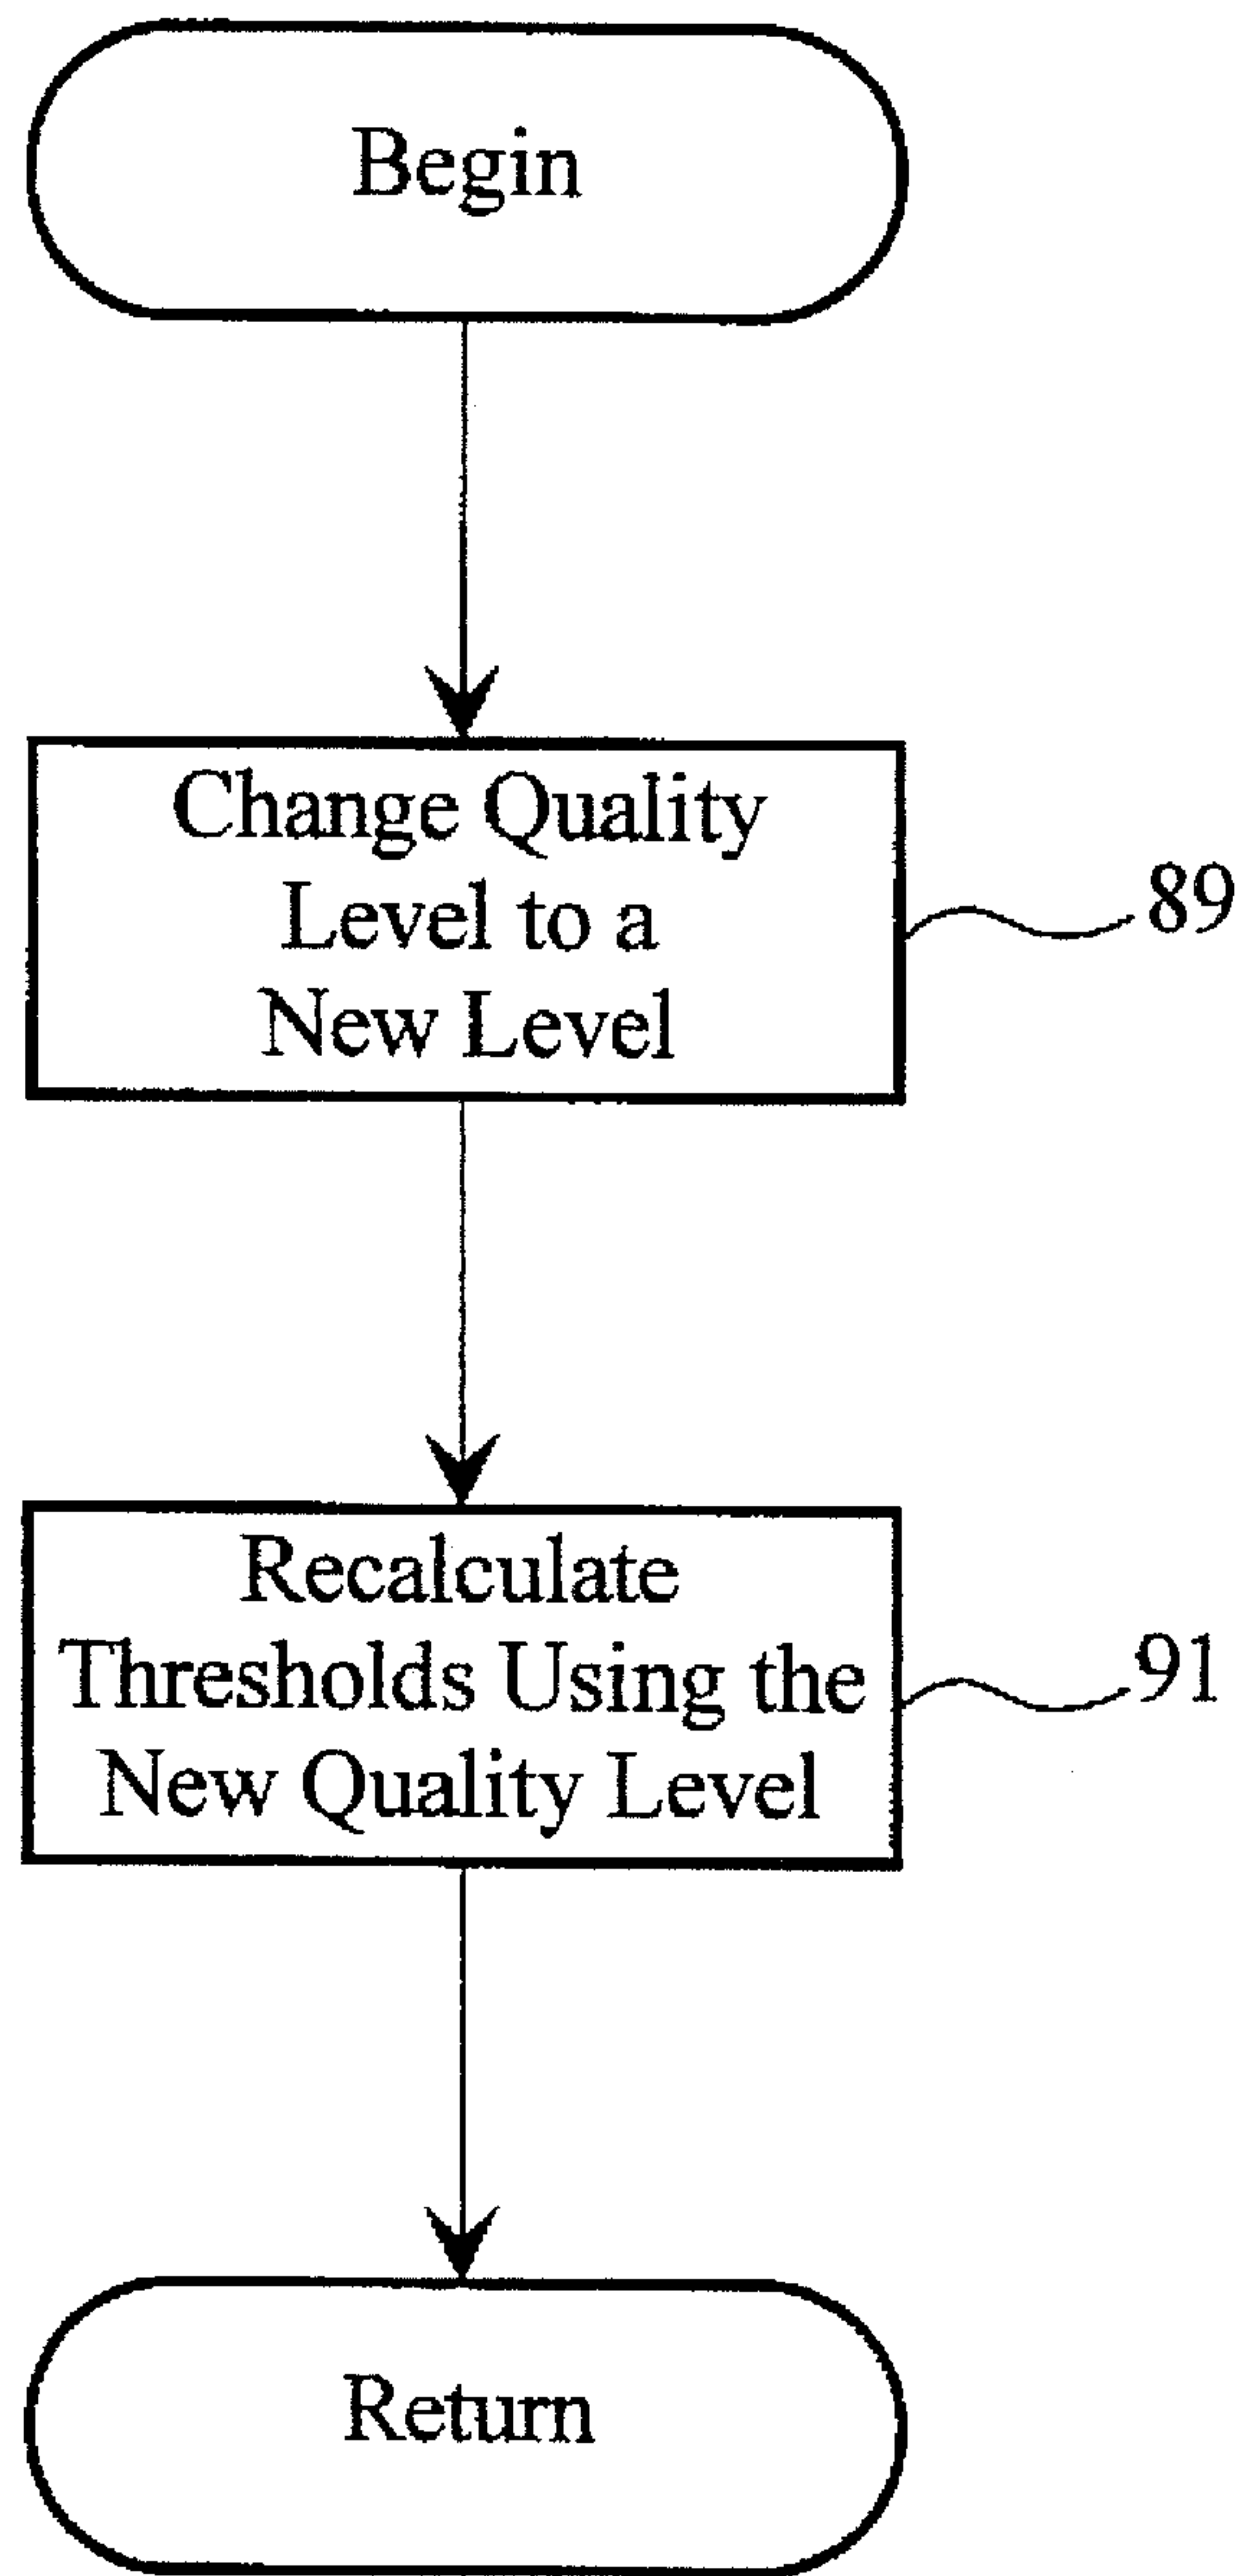 Begin
Change Quality
Level to a
New Level
89
Recalculate
Thresholds Using the
New Quality Level
91
Return